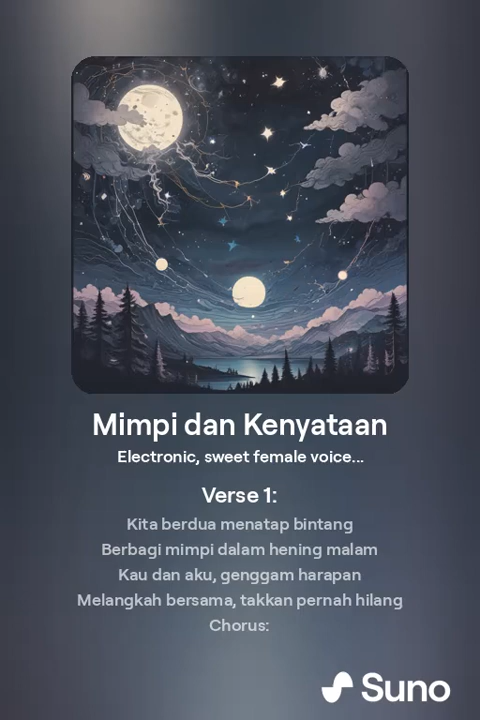 Mimpi dan Kenyataan
Electronic, sweet female voice...
Verse 1:
Kita berdua menatap bintang
Berbagi mimpi dalam hening malam
Kau dan aku, genggam harapan
Melangkah bersama, takkan pernah hilang
Chorus:
Suno